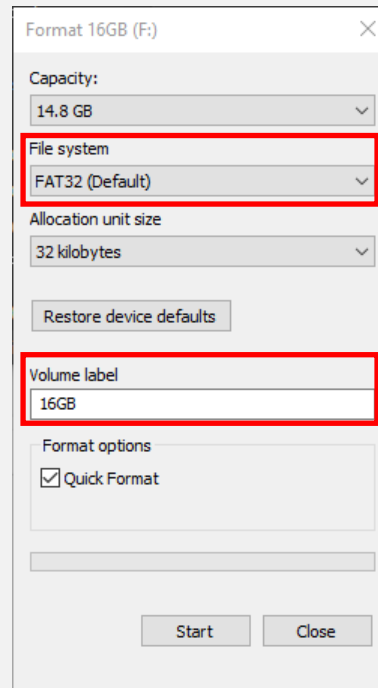 Format 16GB (F:)
Capacity:
14.8 GB
File system
FAT32 (Default)
Allocation unit size
32 kilobytes
Restore device defaults
Volume label
16GB
Format options
Quick Format
Start
Close